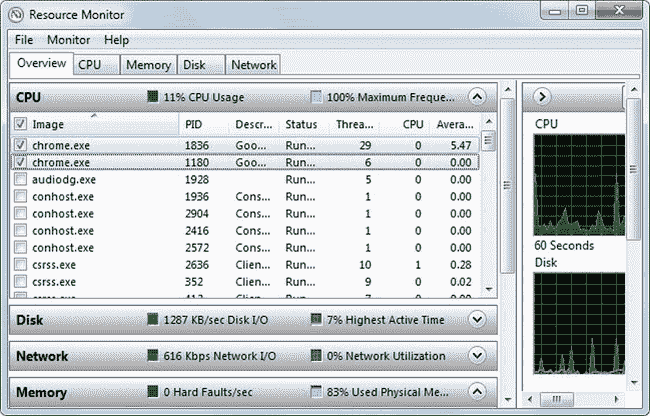 Resource Monitor
File Monitor Help
Overview CPU Memory Disk Network
CPU 11% CPU Usage 100% Maximum Freque...
Image PID Descr... Status Threa... CPU Avera...
chrome.exe 1836 Goo... Run... 29 0 5.47
chrome.exe 1180 Goo... Run... 6 0 0.00
audiodg.exe 1928 Run... 5 0 0.00
conhost.exe 1936 Cons... Run... 1 0 0.00
conhost.exe 2904 Cons... Run... 1 0 0.00
conhost.exe 2416 Cons... Run... 1 0 0.00
conhost.exe 2572 Cons... Run... 1 0 0.00
csrss.exe 2636 Clien... Run... 10 1 0.28
csrss.exe 352 Clien... Run... 9 0 0.02
Disk 1287 KB/sec Disk I/O 7% Highest Active Time
Network 616 Kbps Network I/O 0% Network Utilization
Memory 0 Hard Faults/sec 83% Used Physical Me...
CPU
60 Seconds
Disk